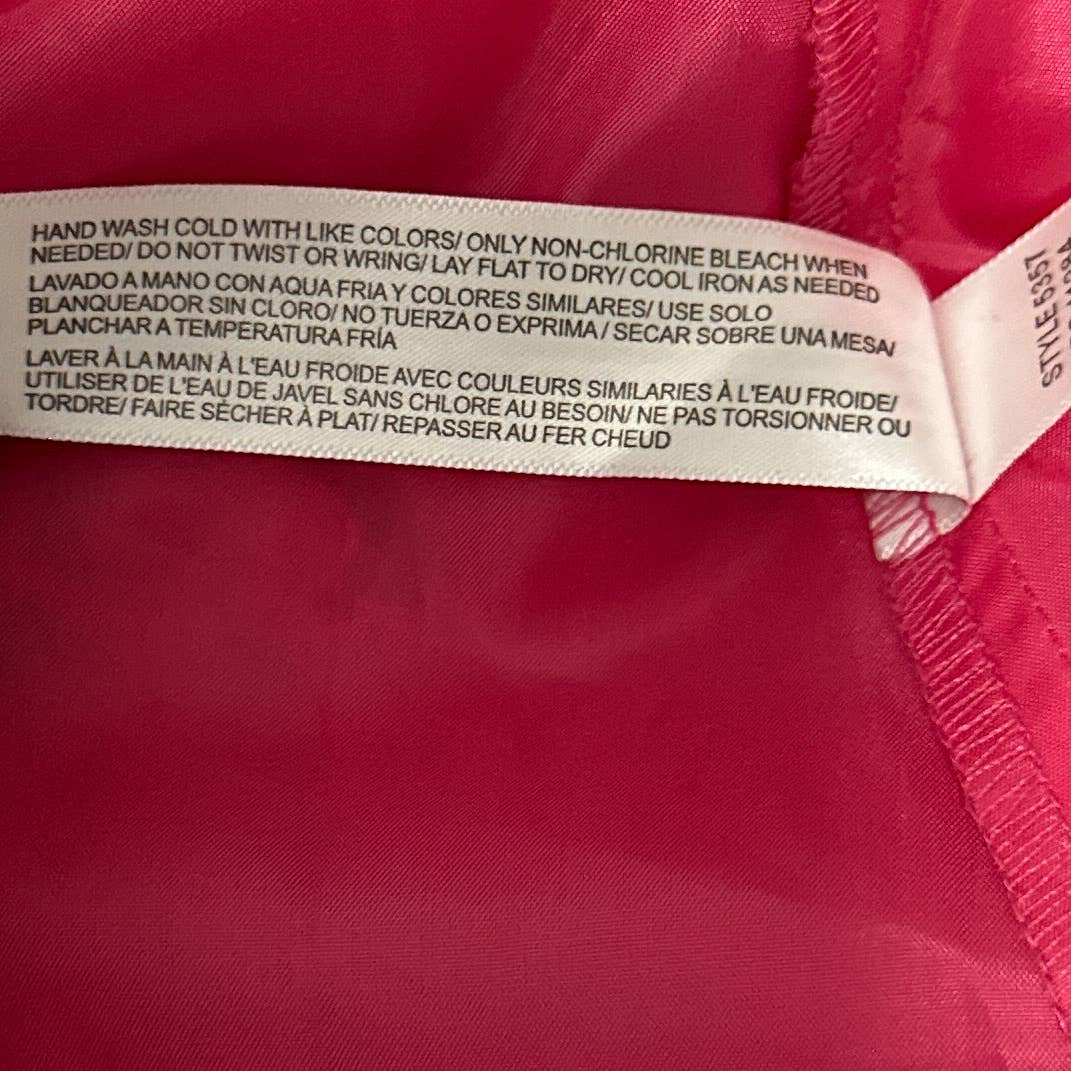 HAND WASH COLD WITH LIKE COLORS/ ONLY NON-CHLORINE BLEACH WHEN
NEEDED/ DO NOT TWIST OR WRING/ LAY FLAT TO DRY/ COOL IRON AS NEEDED
LAVADO A MANO CON AQUA FRIA Y COLORES SIMILARES/ USE SOLO
BLANQUEADOR SIN CLORO/ NO TUERZA O EXPRIMA / SECAR SOBRE UNA MESA/
PLANCHAR A TEMPERATURA FRÍA
LAVER À LA MAIN À L'EAU FROIDE AVEC COULEURS SIMILARIES À L'EAU FROIDE/
UTILISER DE L'EAU DE JAVEL SANS CHLORE AU BESOIN/ NE PAS TORSIONNER OU
TORDRE/ FAIRE SÉCHER À PLAT/ REPASSER AU FER CHEUD
STYLE 5357